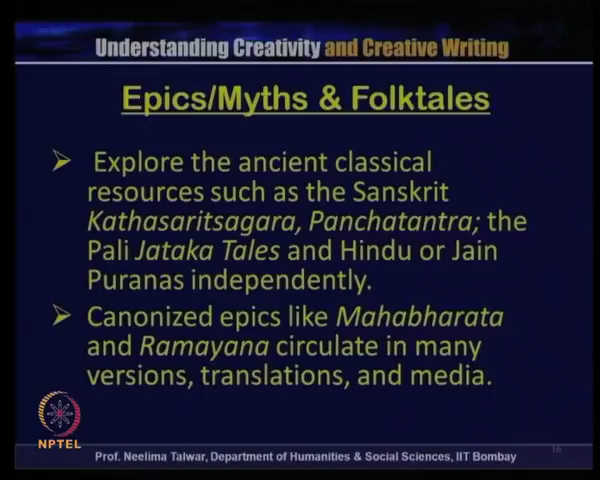 Understanding Creativity and Creative Writing
Epics/Myths & Folktales
Explore the ancient classical
resources such as the Sanskrit
Kathasaritsagara, Panchatantra; the
Pali Jataka Tales and Hindu or Jain
Puranas independently.
Canonized epics like Mahabharata
and Ramayana circulate in many
versions, translations, and media.
NPTEL
16
Prof. Neelima Talwar, Department of Humanities & Social Sciences, IIT Bombay